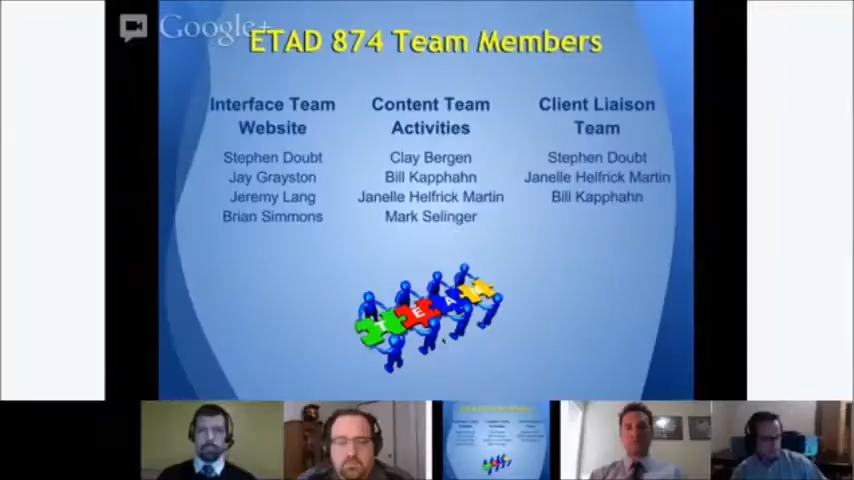 Google+
ETAD 874 Team Members
Interface Team
Website
Stephen Doubt
Jay Grayston
Jeremy Lang
Brian Simmons
Content Team
Activities
Clay Bergen
Bill Kapphahn
Janelle Helfrick Martin
Mark Selinger
Client Liaison
Team
Stephen Doubt
Janelle Helfrick Martin
Bill Kapphahn
T E A M